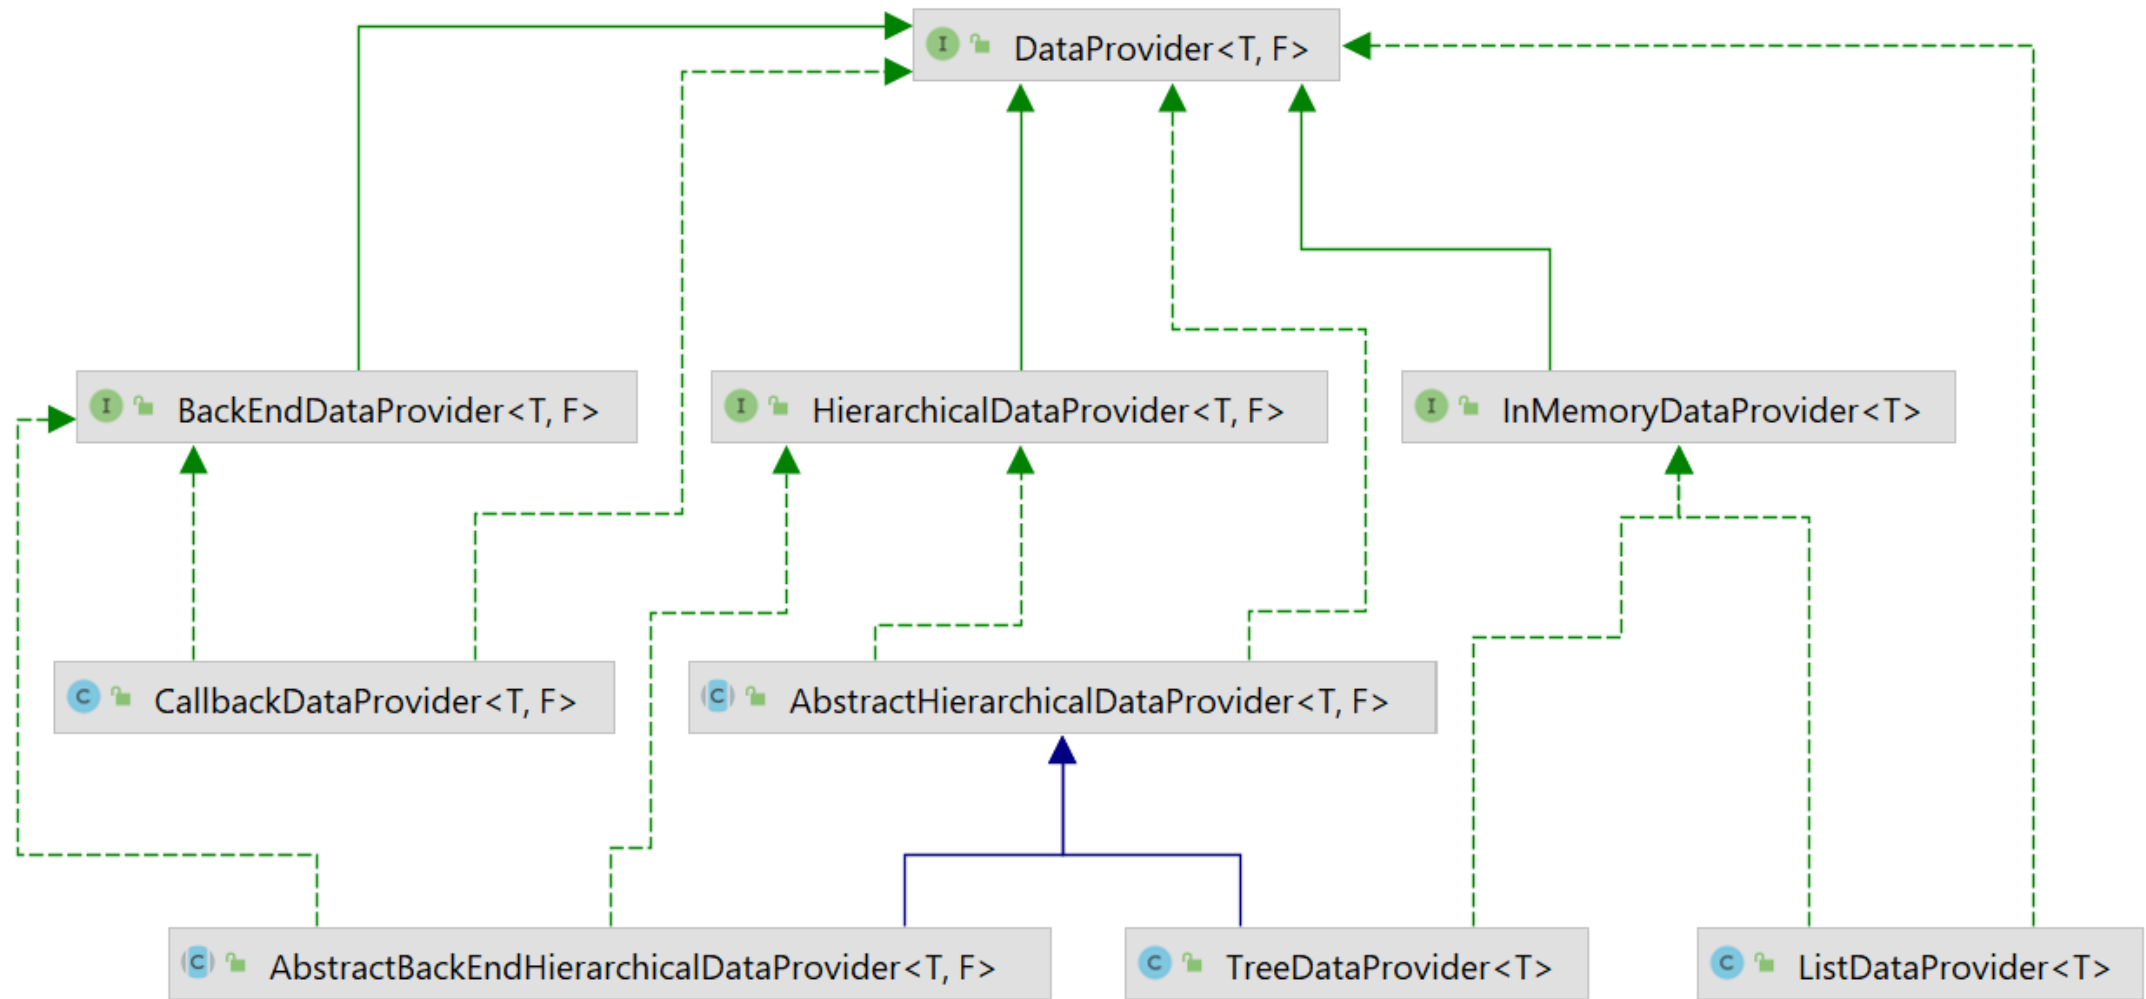 I DataProvider<T, F>
I BackEndDataProvider<T, F>
I HierarchicalDataProvider<T, F>
I InMemoryDataProvider<T>
C CallbackDataProvider<T, F>
C AbstractHierarchicalDataProvider<T, F>
C AbstractBackEndHierarchicalDataProvider<T, F>
C TreeDataProvider<T>
C ListDataProvider<T>